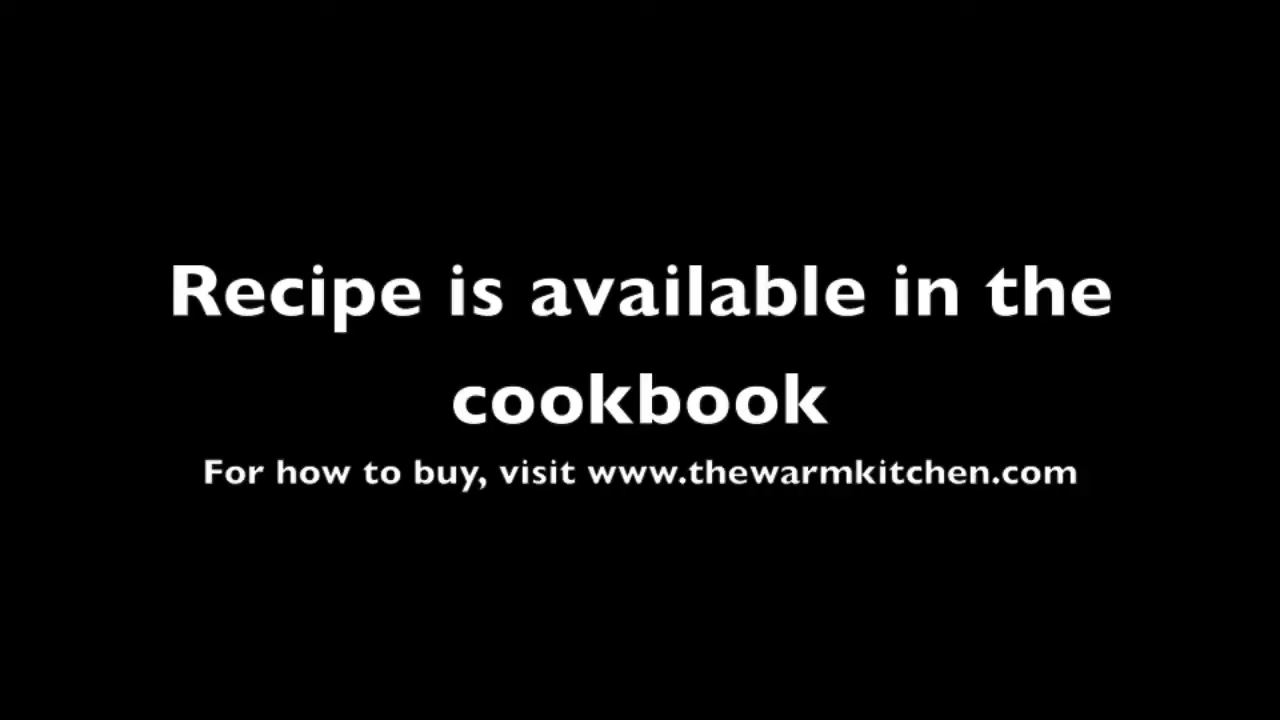 Recipe is available in the
cookbook
For how to buy, visit www.thewarmkitchen.com